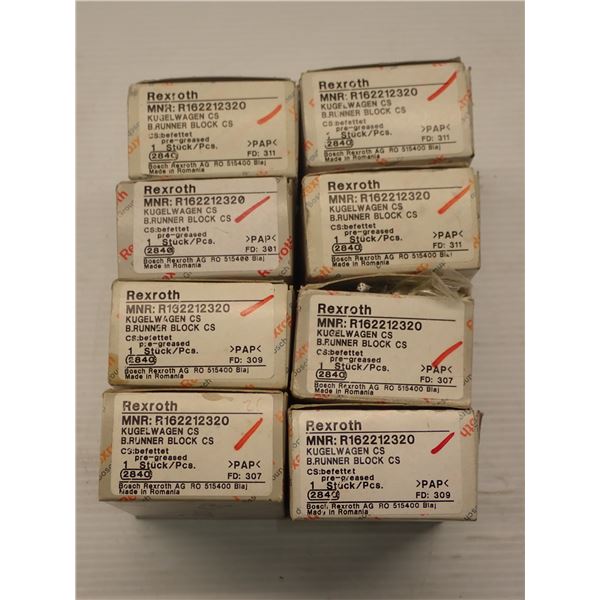 Rexroth
MNR: R162212320
KUGELWAGEN CS
B.RUNNER BLOCK CS
CS:befettet
pre-greased
1 Stück/Pcs. >PAP<
2840 FD: 311
Bosch Rexroth AG RO 515400 Blaj
Made in Romania
Rexroth
MNR: R162212320
KUGELWAGEN CS
B.RUNNER BLOCK CS
CS:befettet
pre-greased
1 Stück/Pcs. >PAP<
2840 FD: 311
Bosch Rexroth AG RO 515400 Blaj
Made in Romania
Rexroth
MNR: R162212320
KUGELWAGEN CS
B.RUNNER BLOCK CS
CS:befettet
pre-greased
1 Stück/Pcs. >PAP<
2840 FD: 301
Bosch Rexroth AG RO 515400 Blaj
Made in Romania
Rexroth
MNR: R162212320
KUGELWAGEN CS
B.RUNNER BLOCK CS
CS:befettet
pre-greased
1 Stück/Pcs. >PAP<
2840 FD: 311
Bosch Rexroth AG RO 515400 Blaj
Made in Romania
Rexroth
MNR: R162212320
KUGELWAGEN CS
B.RUNNER BLOCK CS
CS:befettet
pre-greased
1 Stück/Pcs. >PAP<
2840 FD: 309
Bosch Rexroth AG RO 515400 Blaj
Made in Romania
Rexroth
MNR: R162212320
KUGELWAGEN CS
B.RUNNER BLOCK CS
CS:befettet
pre-greased
1 Stück/Pcs. >PAP<
2840 FD: 307
Bosch Rexroth AG RO 515400 Blaj
Made in Romania
Rexroth
MNR: R162212320
KUGELWAGEN CS
B.RUNNER BLOCK CS
CS:befettet
pre-greased
1 Stück/Pcs. >PAP<
2840 FD: 307
Bosch Rexroth AG RO 515400 Blaj
Made in Romania
Rexroth
MNR: R162212320
KUGELWAGEN CS
B.RUNNER BLOCK CS
CS:befettet
pre-greased
1 Stück/Pcs. >PAP<
2840 FD: 309
Bosch Rexroth AG RO 515400 Blaj
Made in Romania